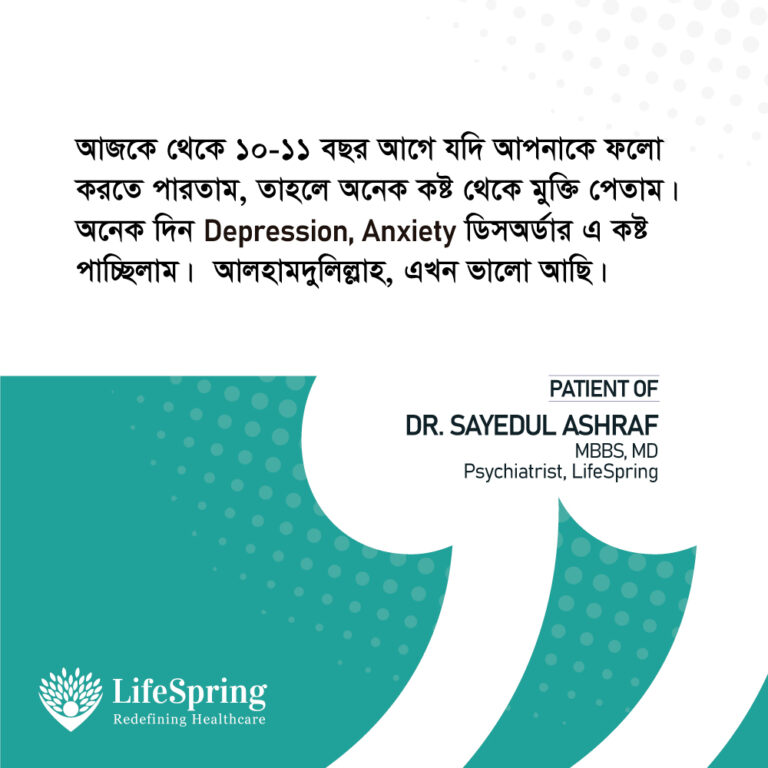 আজকে থেকে ১০-১১ বছর আগে যদি আপনাকে ফলো
করতে পারতাম, তাহলে অনেক কষ্ট থেকে মুক্তি পেতাম।
অনেক দিন Depression, Anxiety ডিসঅর্ডার এ কষ্ট
পাচ্ছিলাম। আলহামদুলিল্লাহ, এখন ভালো আছি।
PATIENT OF
DR. SAYEDUL ASHRAF
MBBS, MD
Psychiatrist, LifeSpring
LifeSpring
Redefining Healthcare